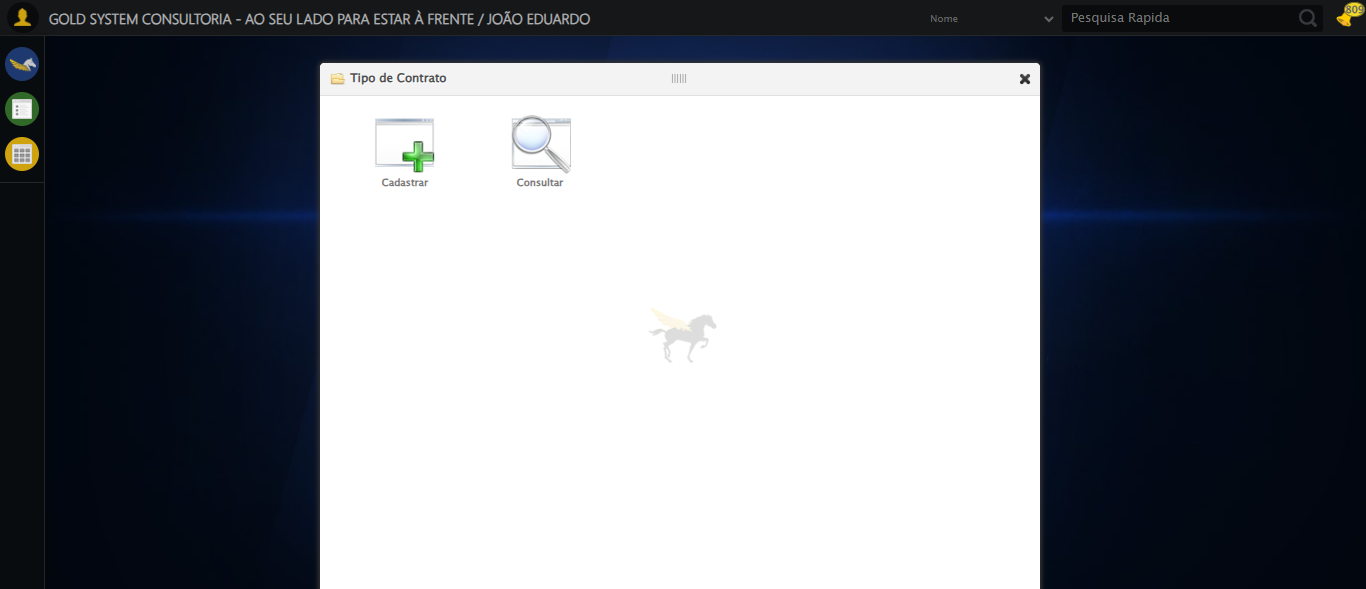 GOLD SYSTEM CONSULTORIA - AO SEU LADO PARA ESTAR À FRENTE / JOÃO EDUARDO
Nome
Pesquisa Rapida
809
Tipo de Contrato
Cadastrar
Consultar